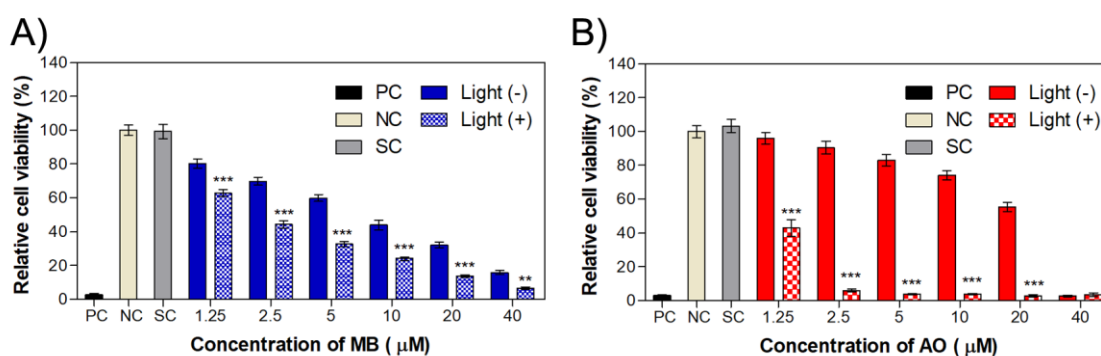 A)
Relative cell viability (%)
140
120
100
80
60
40
20
0
PC
NC
SC
Light (-)
Light (+)
***
***
***
***
***
**
PC NC SC 1.25 2.5 5 10 20 40
Concentration of MB ( μM)
B)
Relative cell viability (%)
140
120
100
80
60
40
20
0
PC
NC
SC
Light (-)
Light (+)
***
***
***
***
***
PC NC SC 1.25 2.5 5 10 20 40
Concentration of AO ( μM)